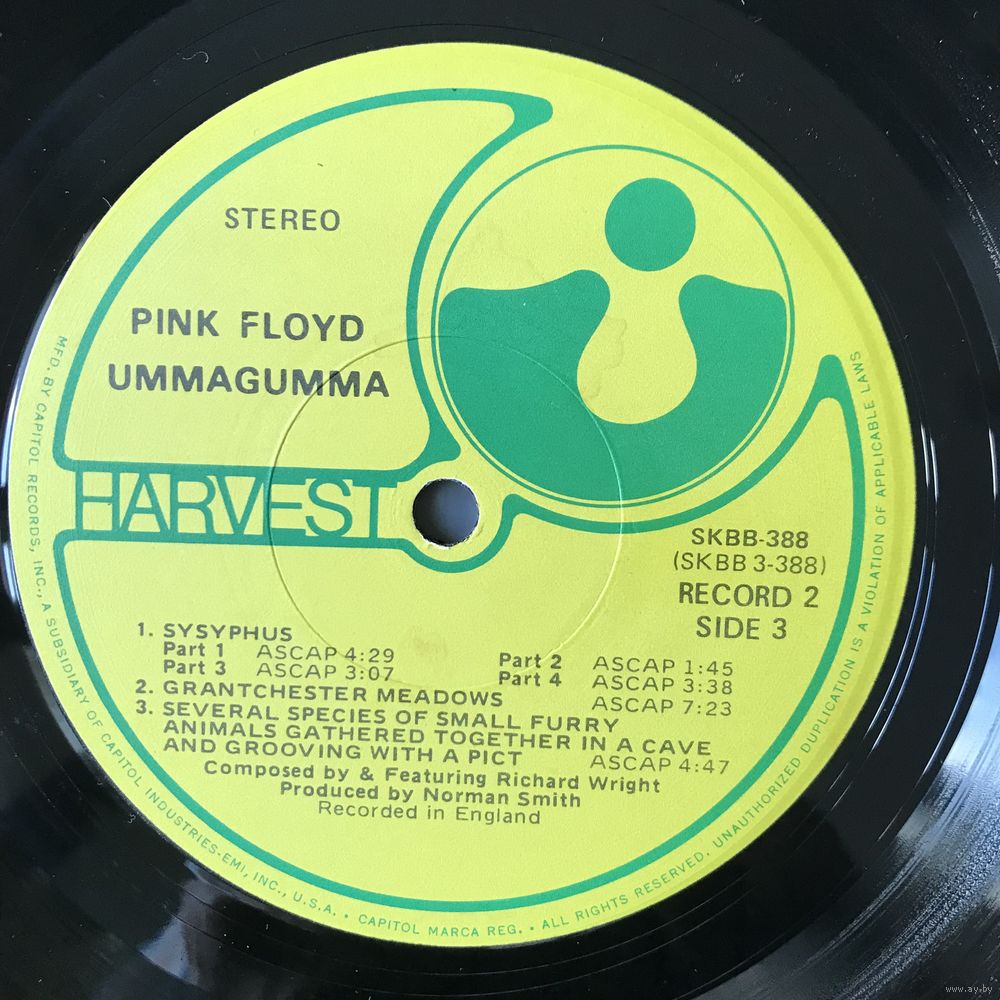 STEREO
PINK FLOYD
UMMAGUMMA
HARVEST
SKBB-388
(SKBB 3-388)
RECORD 2
SIDE 3
1. SYSYPHUS
Part 1 ASCAP 4:29 Part 2 ASCAP 1:45
Part 3 ASCAP 3:07 Part 4 ASCAP 3:38
2. GRANTCHESTER MEADOWS ASCAP 7:23
3. SEVERAL SPECIES OF SMALL FURRY
ANIMALS GATHERED TOGETHER IN A CAVE
AND GROOVING WITH A PICT ASCAP 4:47
Composed by & Featuring Richard Wright
Produced by Norman Smith
Recorded in England
MFD. BY CAPITOL RECORDS, INC., A SUBSIDIARY OF CAPITOL INDUSTRIES-EMI, INC., U.S.A. • CAPITOL MARCA REG. • ALL RIGHTS RESERVED. UNAUTHORIZED DUPLICATION IS A VIOLATION OF APPLICABLE LAWS
www.ay.by